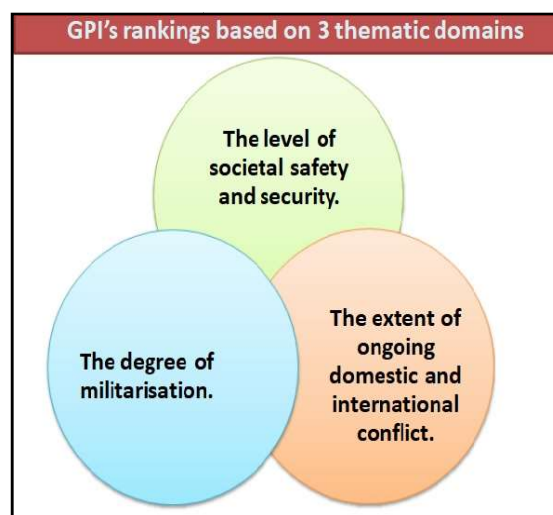 GPI's rankings based on 3 thematic domains
The level of
societal safety
and security.
The degree of
militarisation.
The extent of
ongoing
domestic and
international
conflict.